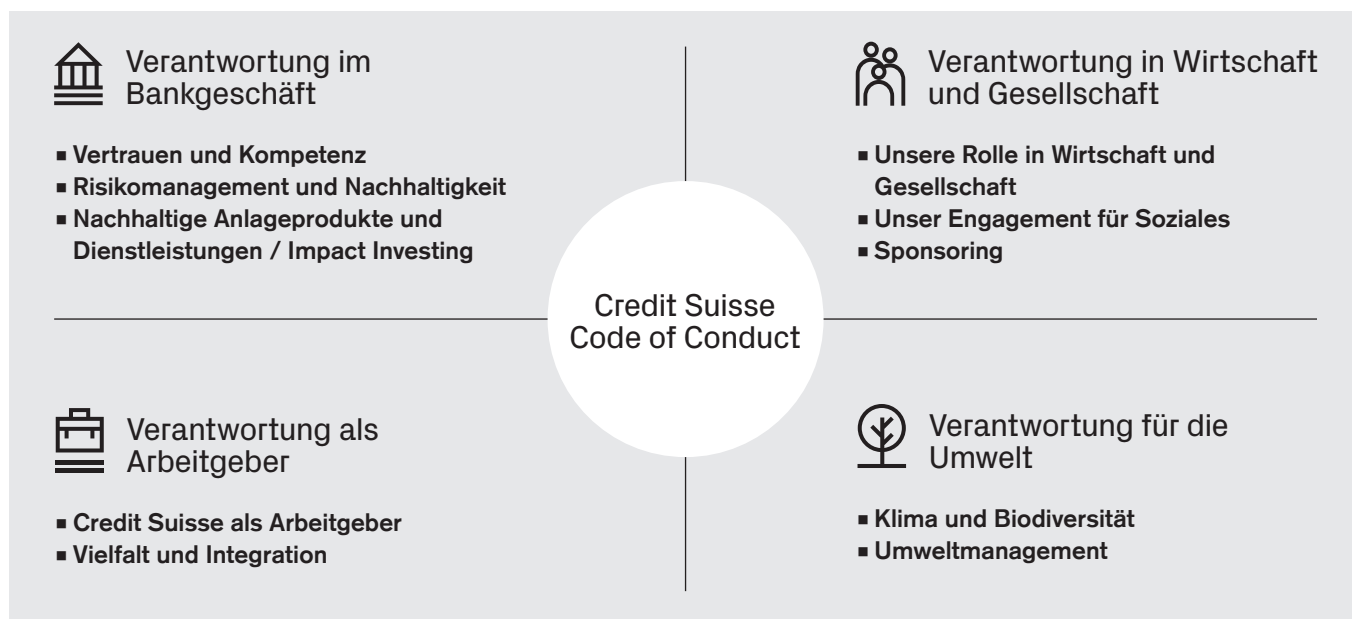 Verantwortung im
Bankgeschäft
■ Vertrauen und Kompetenz
■ Risikomanagement und Nachhaltigkeit
■ Nachhaltige Anlageprodukte und
Dienstleistungen / Impact Investing
Verantwortung in Wirtschaft
und Gesellschaft
■ Unsere Rolle in Wirtschaft und
Gesellschaft
■ Unser Engagement für Soziales
■ Sponsoring
Credit Suisse
Code of Conduct
Verantwortung als
Arbeitgeber
■ Credit Suisse als Arbeitgeber
■ Vielfalt und Integration
Verantwortung für die
Umwelt
■ Klima und Biodiversität
■ Umweltmanagement